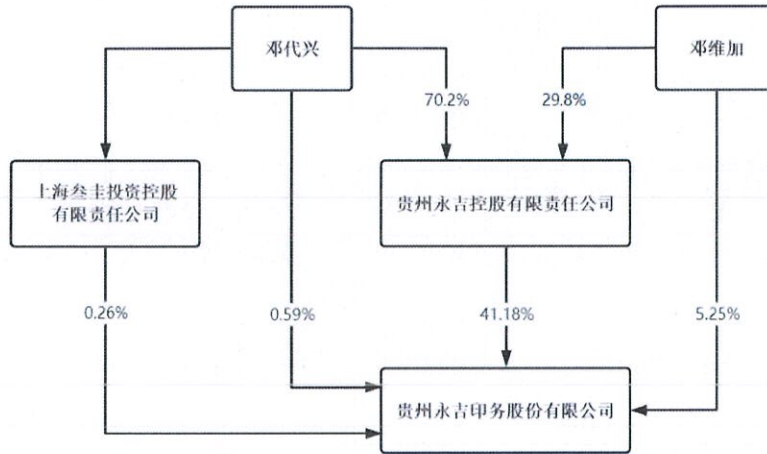 邓代兴
邓维加
70.2%
29.8%
上海叁圭投资控股
有限责任公司
贵州永吉控股有限责任公司
0.26%
0.59%
41.18%
5.25%
贵州永吉印务股份有限公司